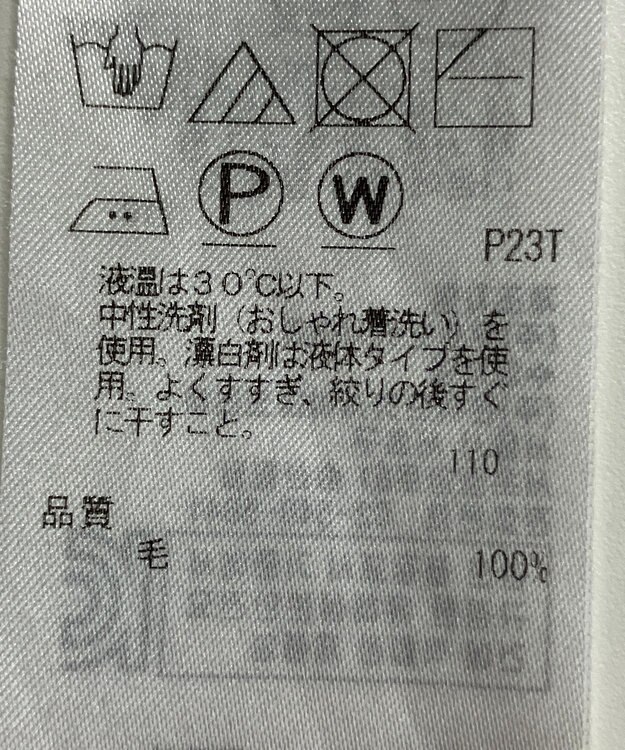 P
W
P23T
液温は30℃以下。
中性洗剤(おしゃれ着洗い)を
使用。漂白剤は液体タイプを使
用。よくすすぎ、絞りの後すぐ
に干すこと。
110
品質
毛 100%